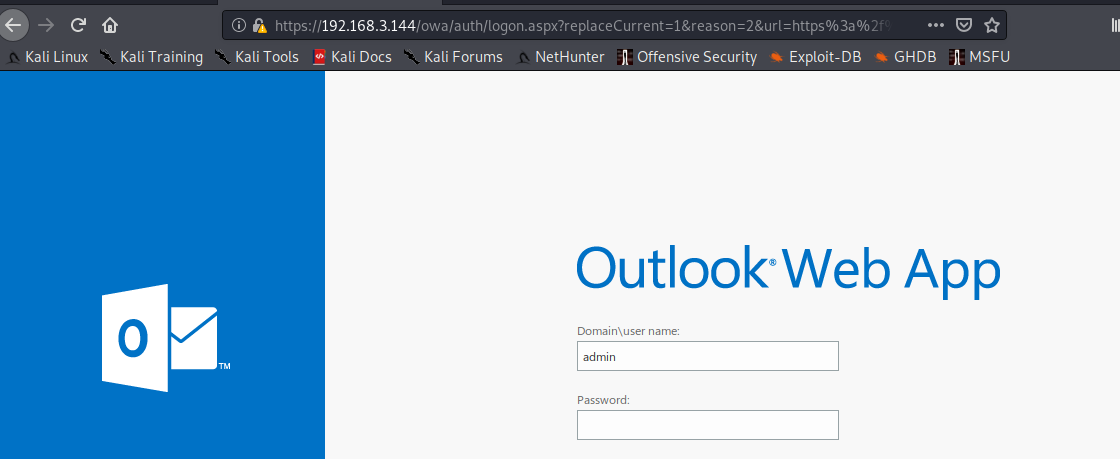 https://192.168.3.144/owa/auth/logon.aspx?replaceCurrent=1&reason=2&url=https%3a%2f
Kali Linux Kali Training Kali Tools Kali Docs Kali Forums NetHunter Offensive Security Exploit-DB GHDB MSFU
Outlook® Web App
Domain\user name:
admin
O
TM
Password: